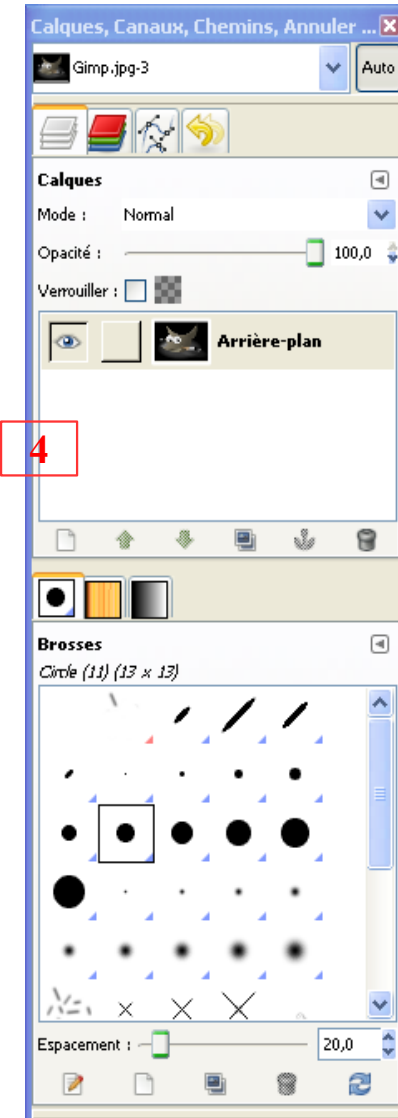 Calques, Canaux, Chemins, Annuler ...
Gimp.jpg-3
Auto
Calques
Mode : Normal
Opacité : 100,0
Verrouiller :
Arrière-plan
4
Brosses
Circle (11) (13 x 13)
Espacement : 20,0